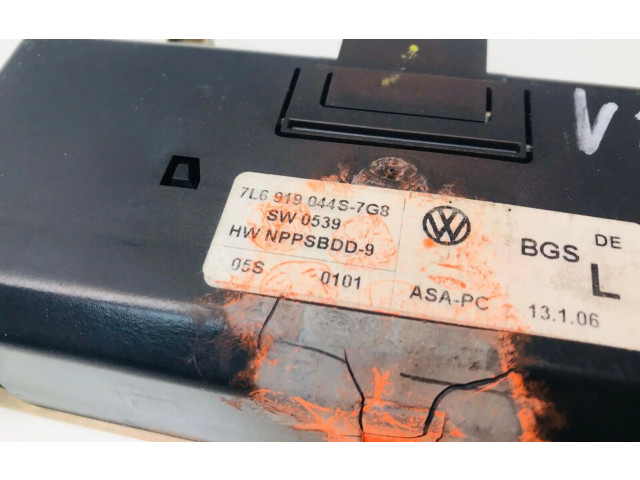 7L6 919 044S-7G8
SW 0539
HW NPPSBDD-9
05S 0101
ASA-PC
BGS
DE
L
13.1.06